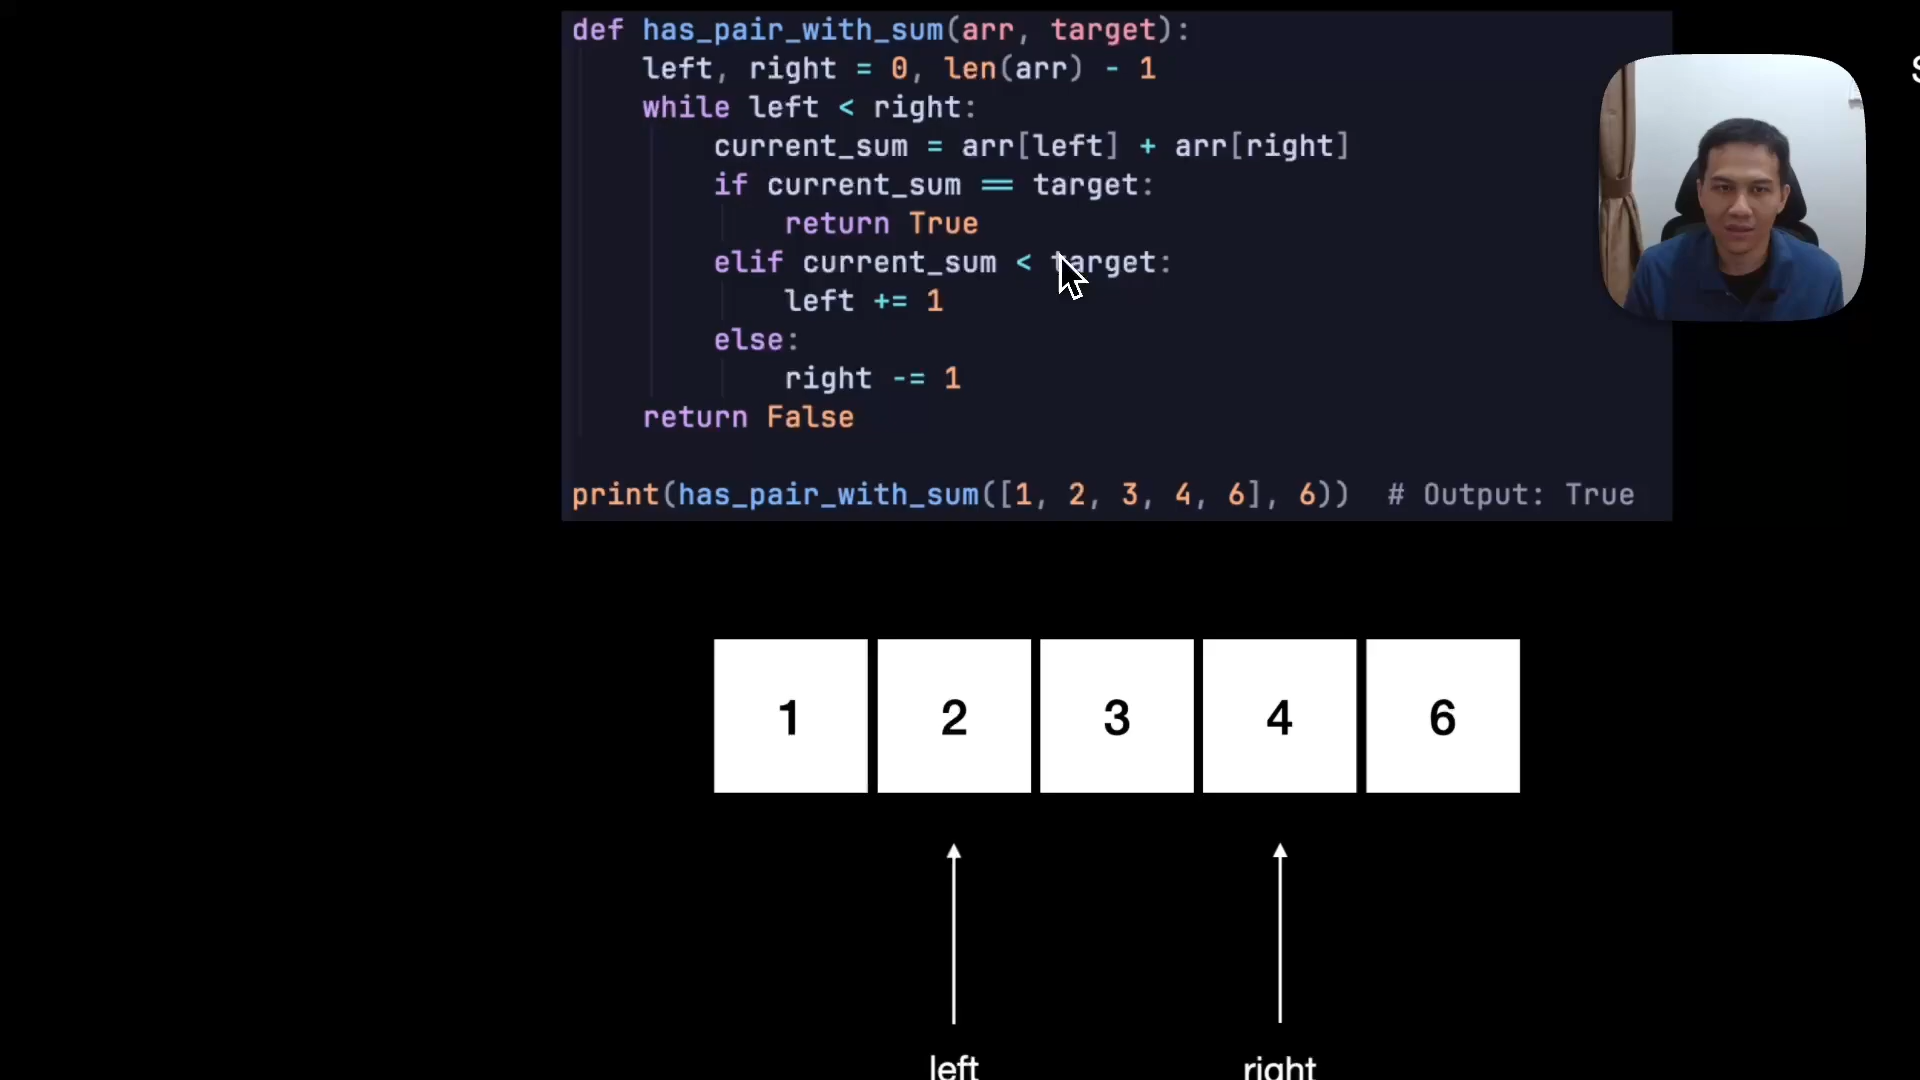 def has_pair_with_sum(arr, target):
    left, right = 0, len(arr) - 1
    while left < right:
        current_sum = arr[left] + arr[right]
        if current_sum == target:
            return True
        elif current_sum < target:
            left += 1
        else:
            right -= 1
    return False
print(has_pair_with_sum([1, 2, 3, 4, 6], 6))  # Output: True
1 2 3 4 6
left right